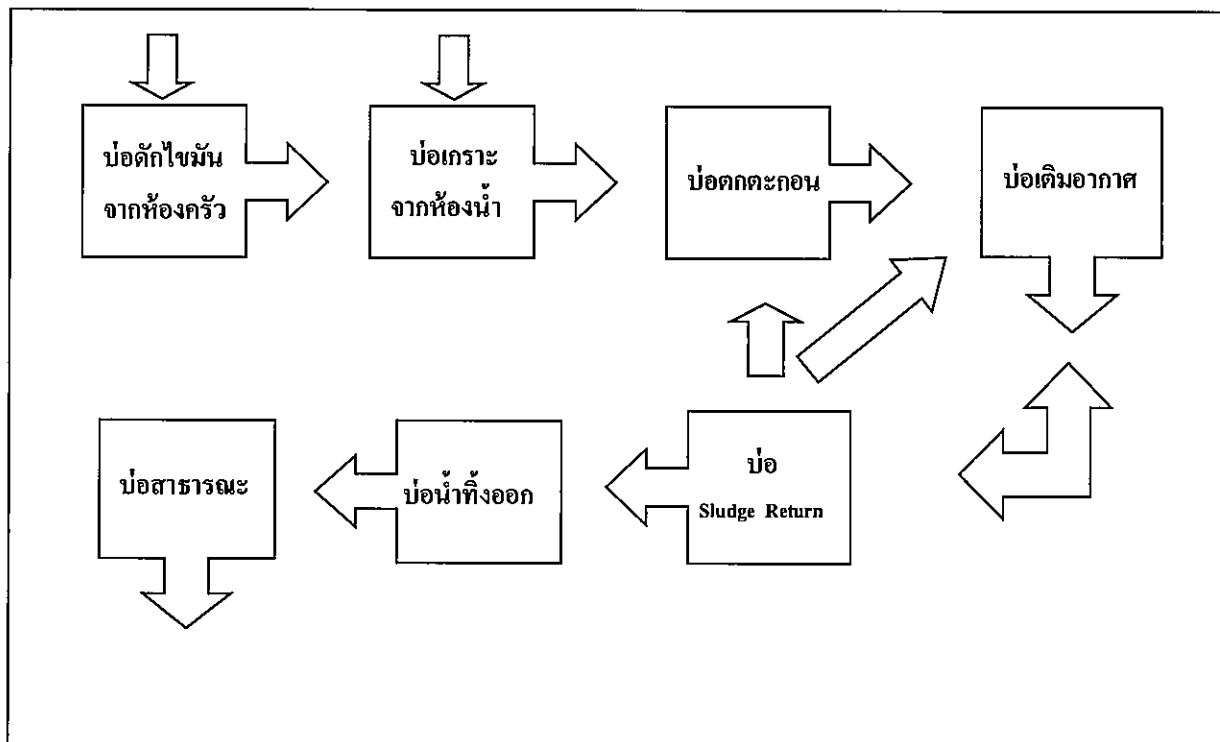 บ่อดักไขมัน
จากห้องครัว
บ่อเกราะ
จากห้องน้ำ
บ่อตกตะกอน
บ่อเติมอากาศ
บ่อสาธารณะ
บ่อน้ำทิ้งออก
บ่อ
Sludge Return